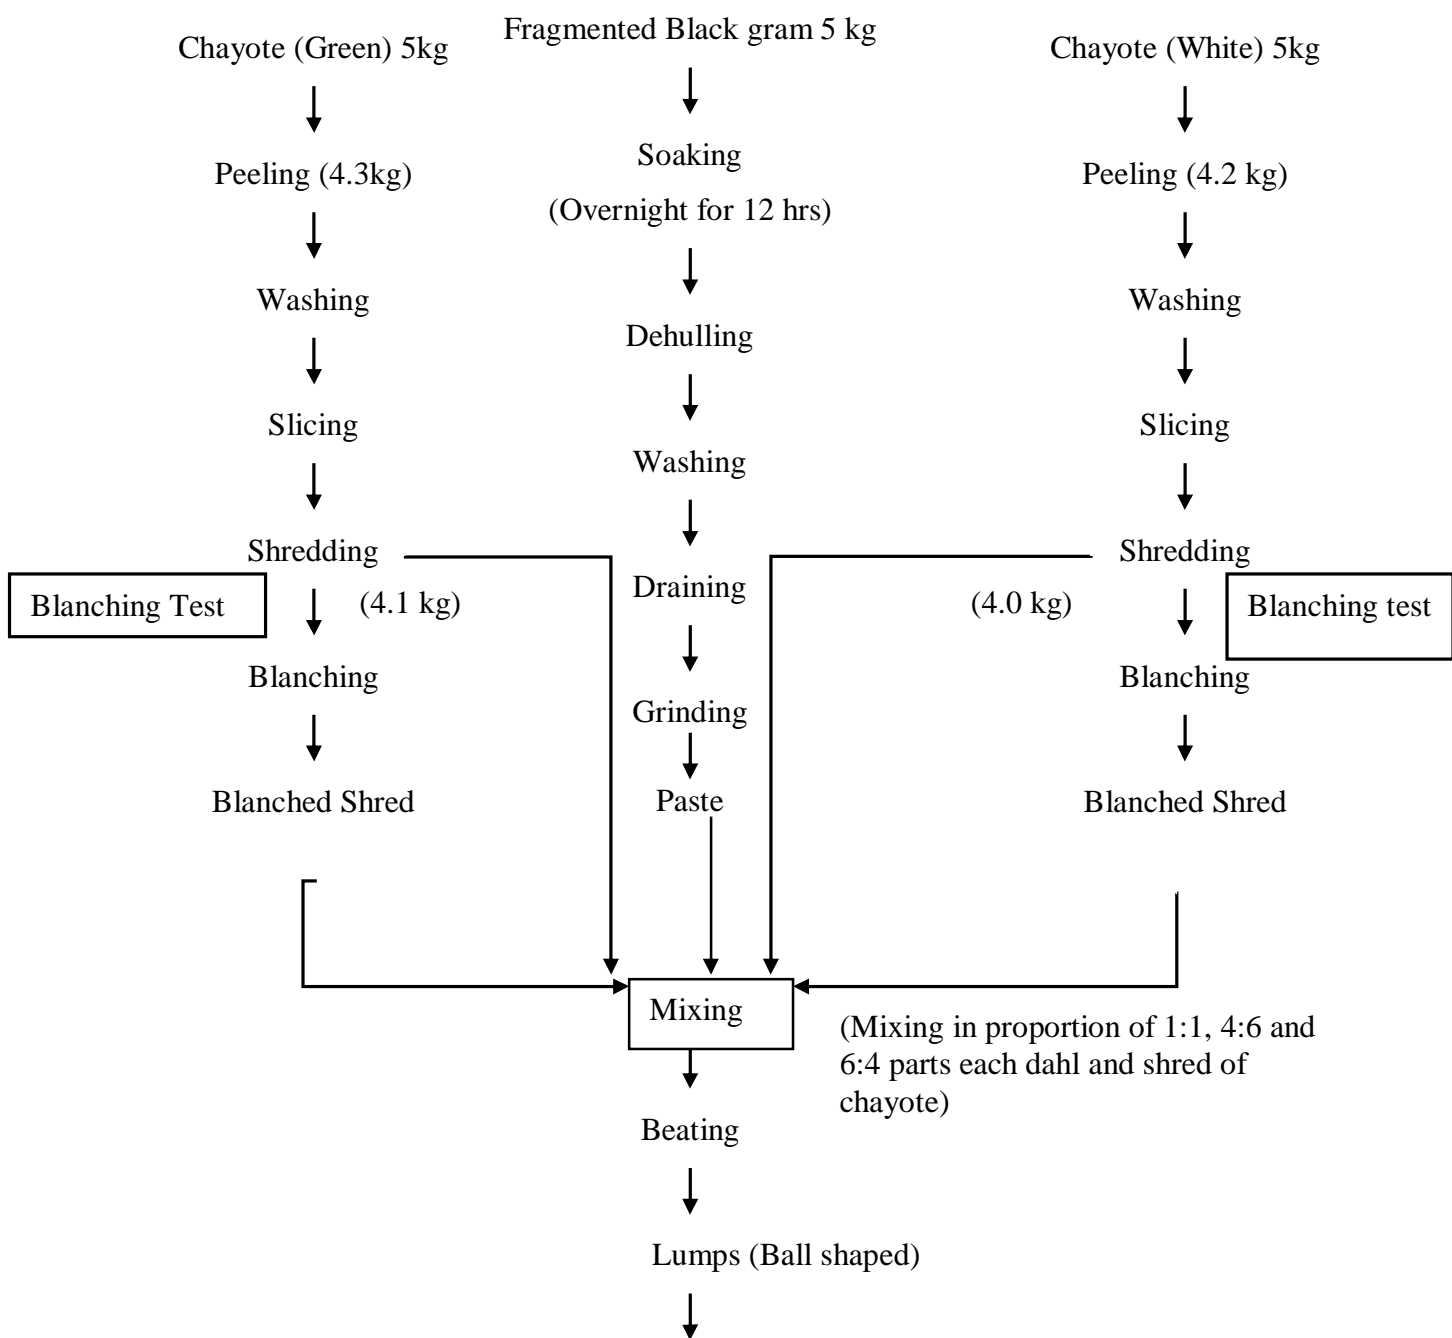 Chayote (Green) 5kg
Peeling (4.3kg)
Washing
Slicing
Shredding
(4.1 kg)
Blanching Test
Blanching
Blanched Shred
Fragmented Black gram 5 kg
Soaking
(Overnight for 12 hrs)
Dehulling
Washing
Draining
Grinding
Paste
Chayote (White) 5kg
Peeling (4.2 kg)
Washing
Slicing
Shredding
(4.0 kg)
Blanching test
Blanching
Blanched Shred
Mixing
(Mixing in proportion of 1:1, 4:6 and
6:4 parts each dahl and shred of
chayote)
Beating
Lumps (Ball shaped)